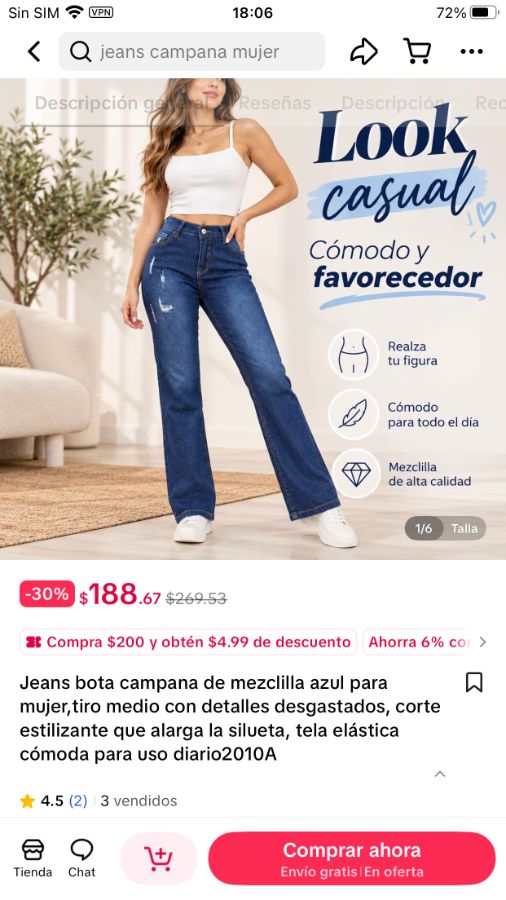 Sin SIM VPN 18:06 72%
jeans campana mujer
Descripción general Reseñas Descripción Rec
Look
casual
Cómodo y
favorecedor
Realza
tu figura
Cómodo
para todo el día
Mezclilla
de alta calidad
1/6 Talla
-30% $188.67 $269.53
Compra $200 y obtén $4.99 de descuento Ahorra 6% co
Jeans bota campana de mezclilla azul para
mujer,tiro medio con detalles desgastados, corte
estilizante que alarga la silueta, tela elástica
cómoda para uso diario2010A
4.5 (2) 3 vendidos
Tienda Chat
Comprar ahora
Envío gratis|En oferta